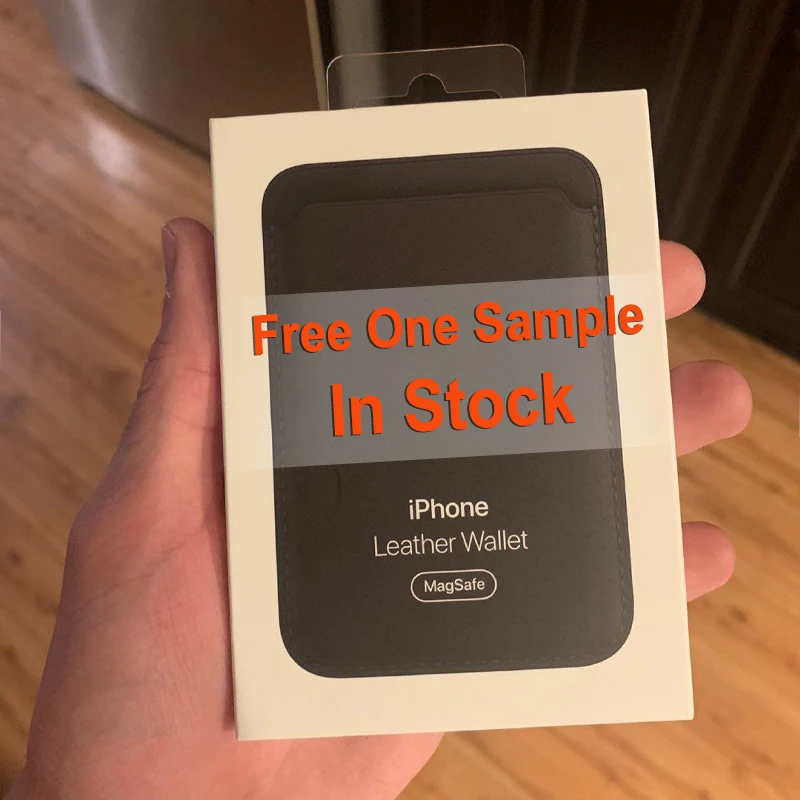 Free One Sample
In Stock
iPhone
Leather Wallet
MagSafe